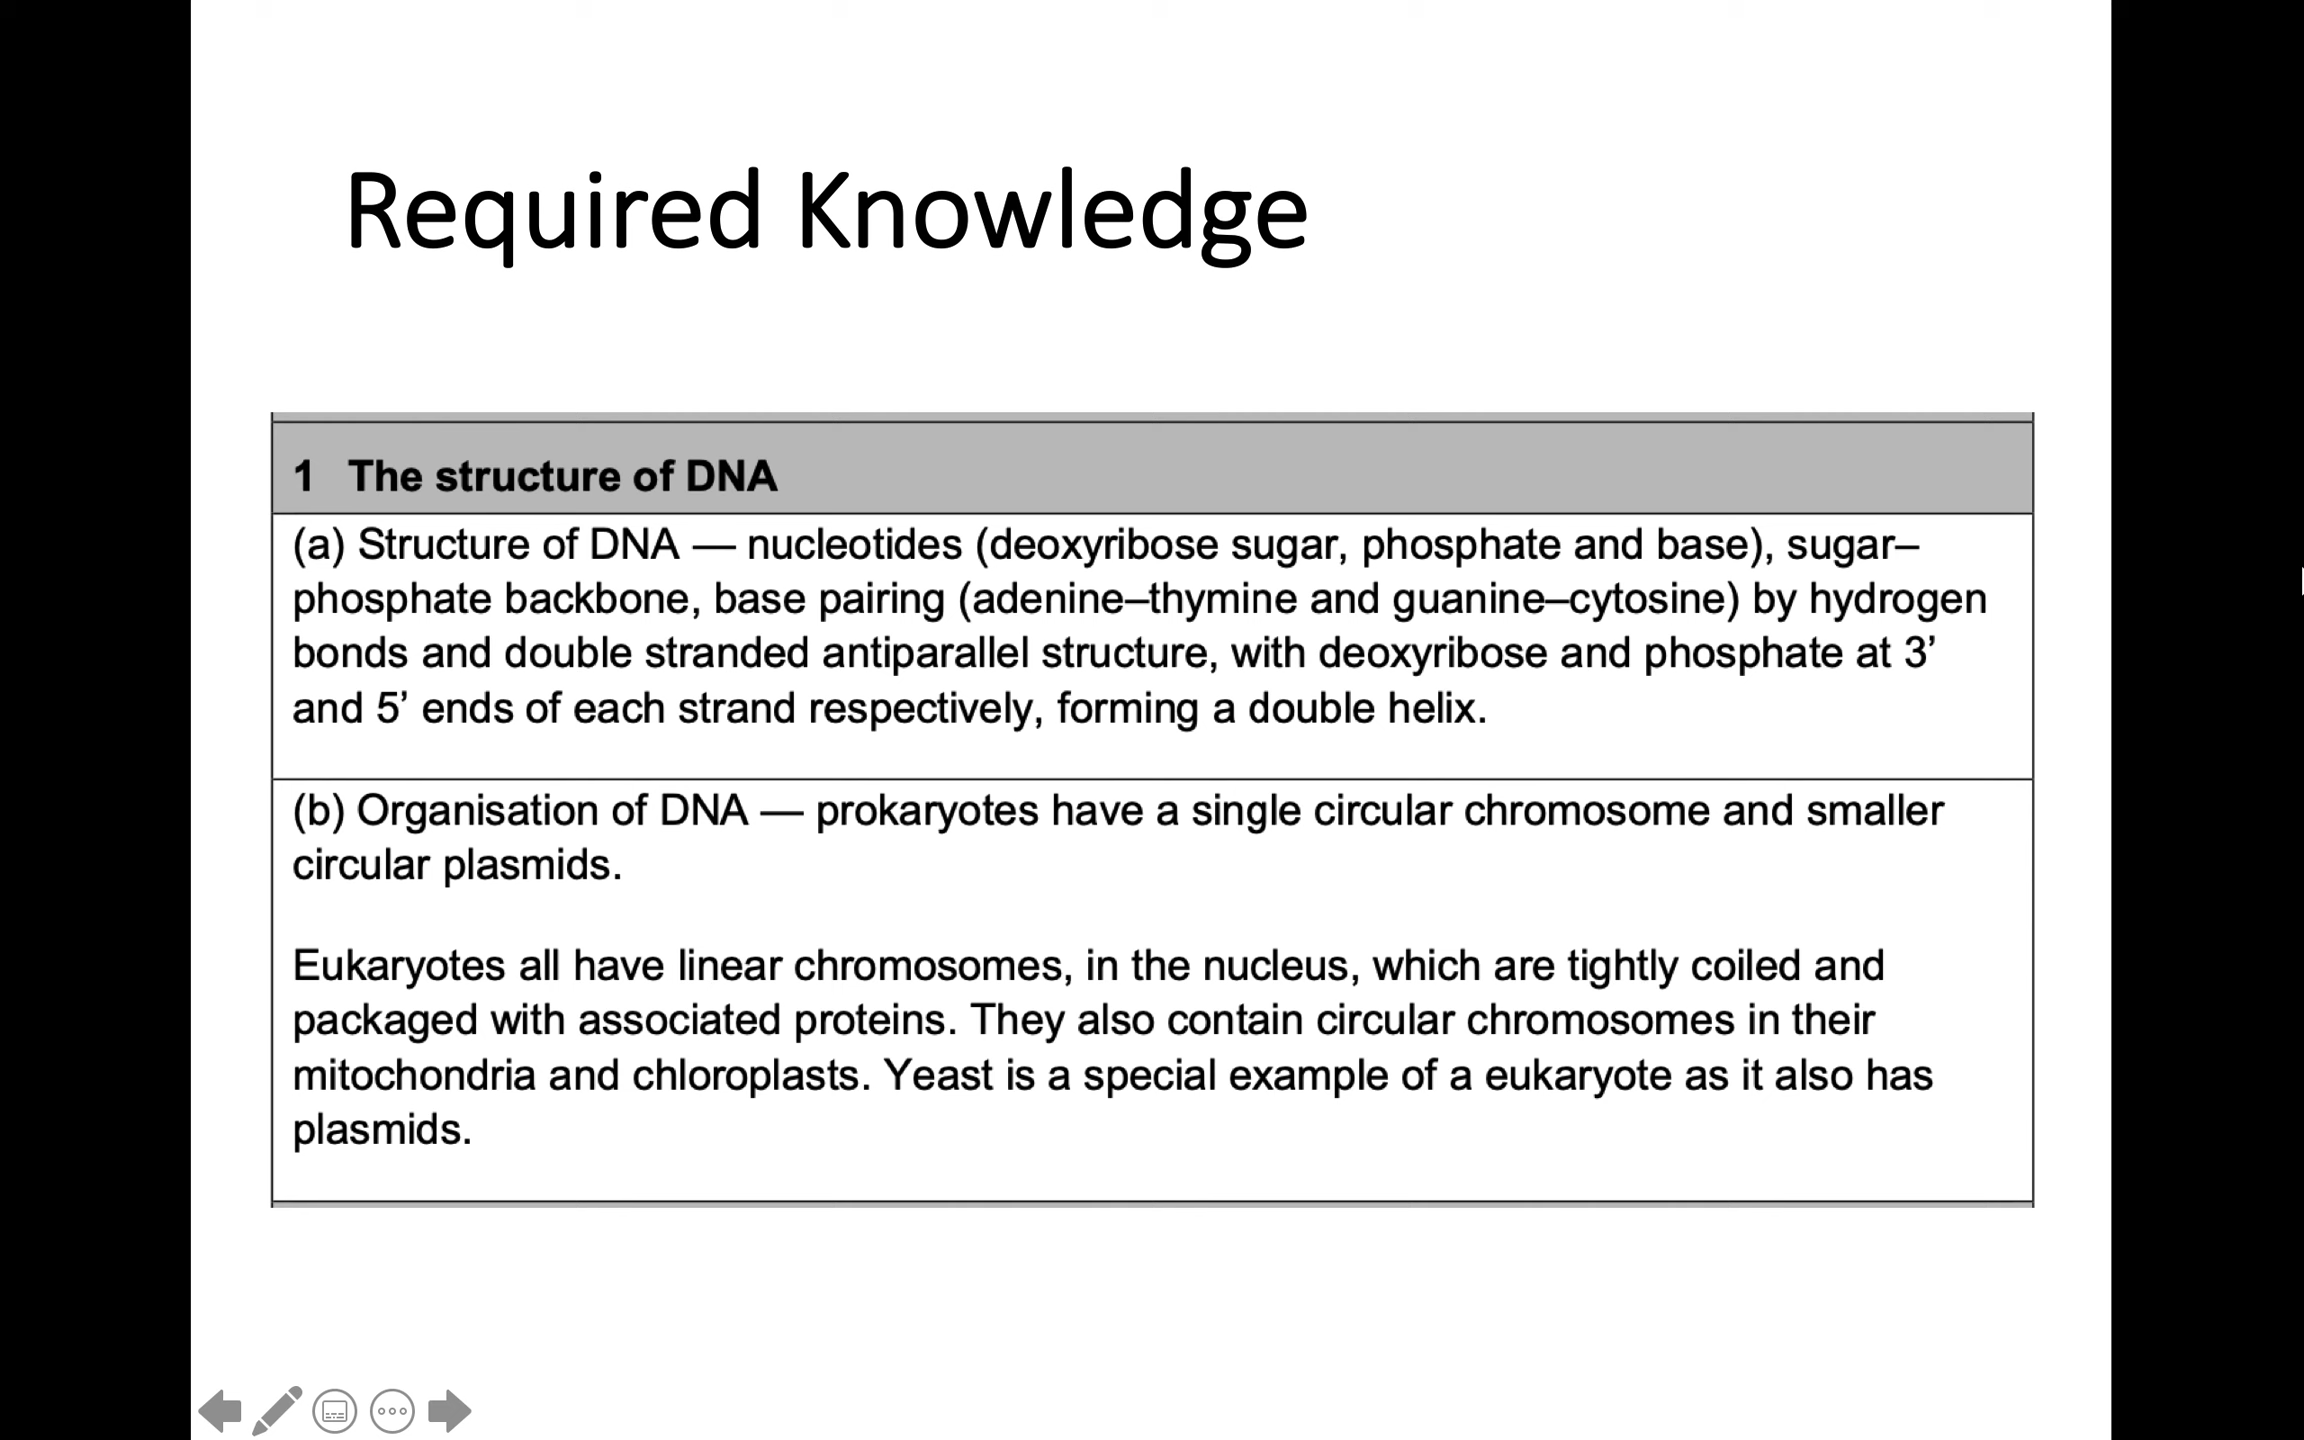 Required Knowledge
1 The structure of DNA
(a) Structure of DNA — nucleotides (deoxyribose sugar, phosphate and base), sugar–
phosphate backbone, base pairing (adenine–thymine and guanine–cytosine) by hydrogen
bonds and double stranded antiparallel structure, with deoxyribose and phosphate at 3’
and 5’ ends of each strand respectively, forming a double helix.
(b) Organisation of DNA — prokaryotes have a single circular chromosome and smaller
circular plasmids.
Eukaryotes all have linear chromosomes, in the nucleus, which are tightly coiled and
packaged with associated proteins. They also contain circular chromosomes in their
mitochondria and chloroplasts. Yeast is a special example of a eukaryote as it also has
plasmids.